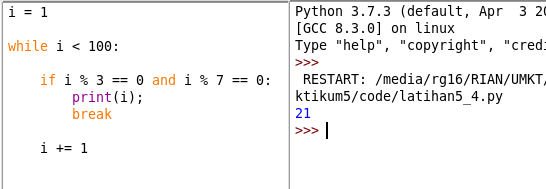 i = 1
while i < 100:
if i % 3 == 0 and i % 7 == 0:
print(i);
break
i += 1
Python 3.7.3 (default, Apr  3 20
[GCC 8.3.0] on linux
Type "help", "copyright", "credi
>>>
RESTART: /media/rg16/RIAN/UMKT/
ktikum5/code/latihan5_4.py
21
>>>